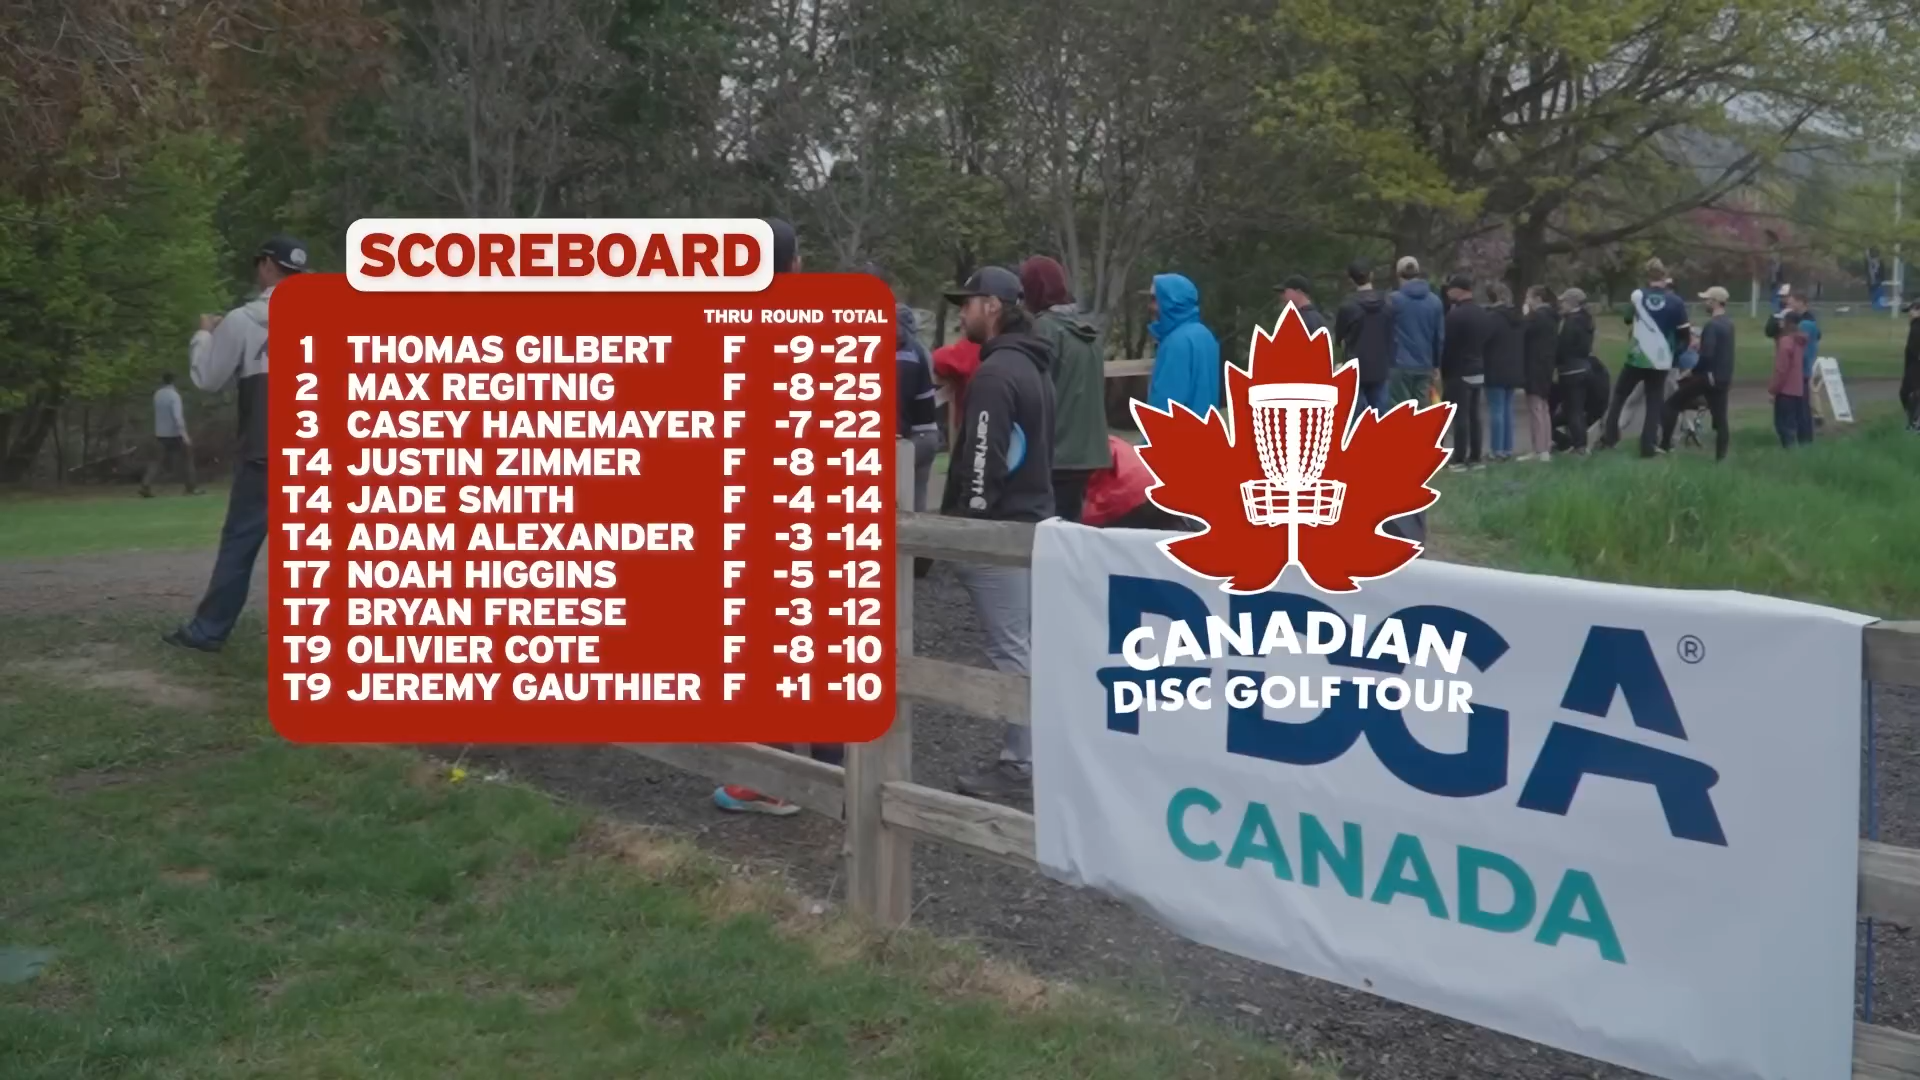 SCOREBOARD
THRU ROUND TOTAL
1 THOMAS GILBERT F -9 -27
2 MAX REGITNIG F -8 -25
3 CASEY HANEMAYER F -7 -22
T4 JUSTIN ZIMMER F -8 -14
T4 JADE SMITH F -4 -14
T4 ADAM ALEXANDER F -3 -14
T7 NOAH HIGGINS F -5 -12
T7 BRYAN FREESE F -3 -12
T9 OLIVIER COTE F -8 -10
T9 JEREMY GAUTHIER F +1 -10
CANADIAN
DISC GOLF TOUR
PDGA®
CANADA